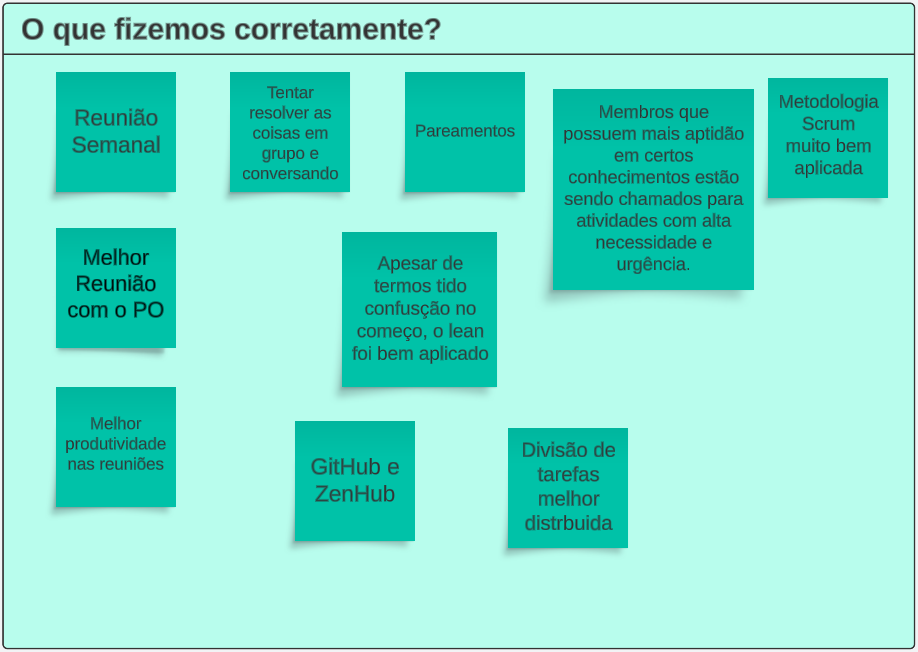 O que fizemos corretamente?
Reunião
Semanal
Tentar
resolver as
coisas em
grupo e
conversando
Pareamentos
Membros que
possuem mais aptidão
em certos
conhecimentos estão
sendo chamados para
atividades com alta
necessidade e
urgência.
Metodologia
Scrum
muito bem
aplicada
Melhor
Reunião
com o PO
Apesar de
termos tido
confusção no
começo, o lean
foi bem aplicado
Melhor
produtividade
nas reuniões
GitHub e
ZenHub
Divisão de
tarefas
melhor
distrbuida